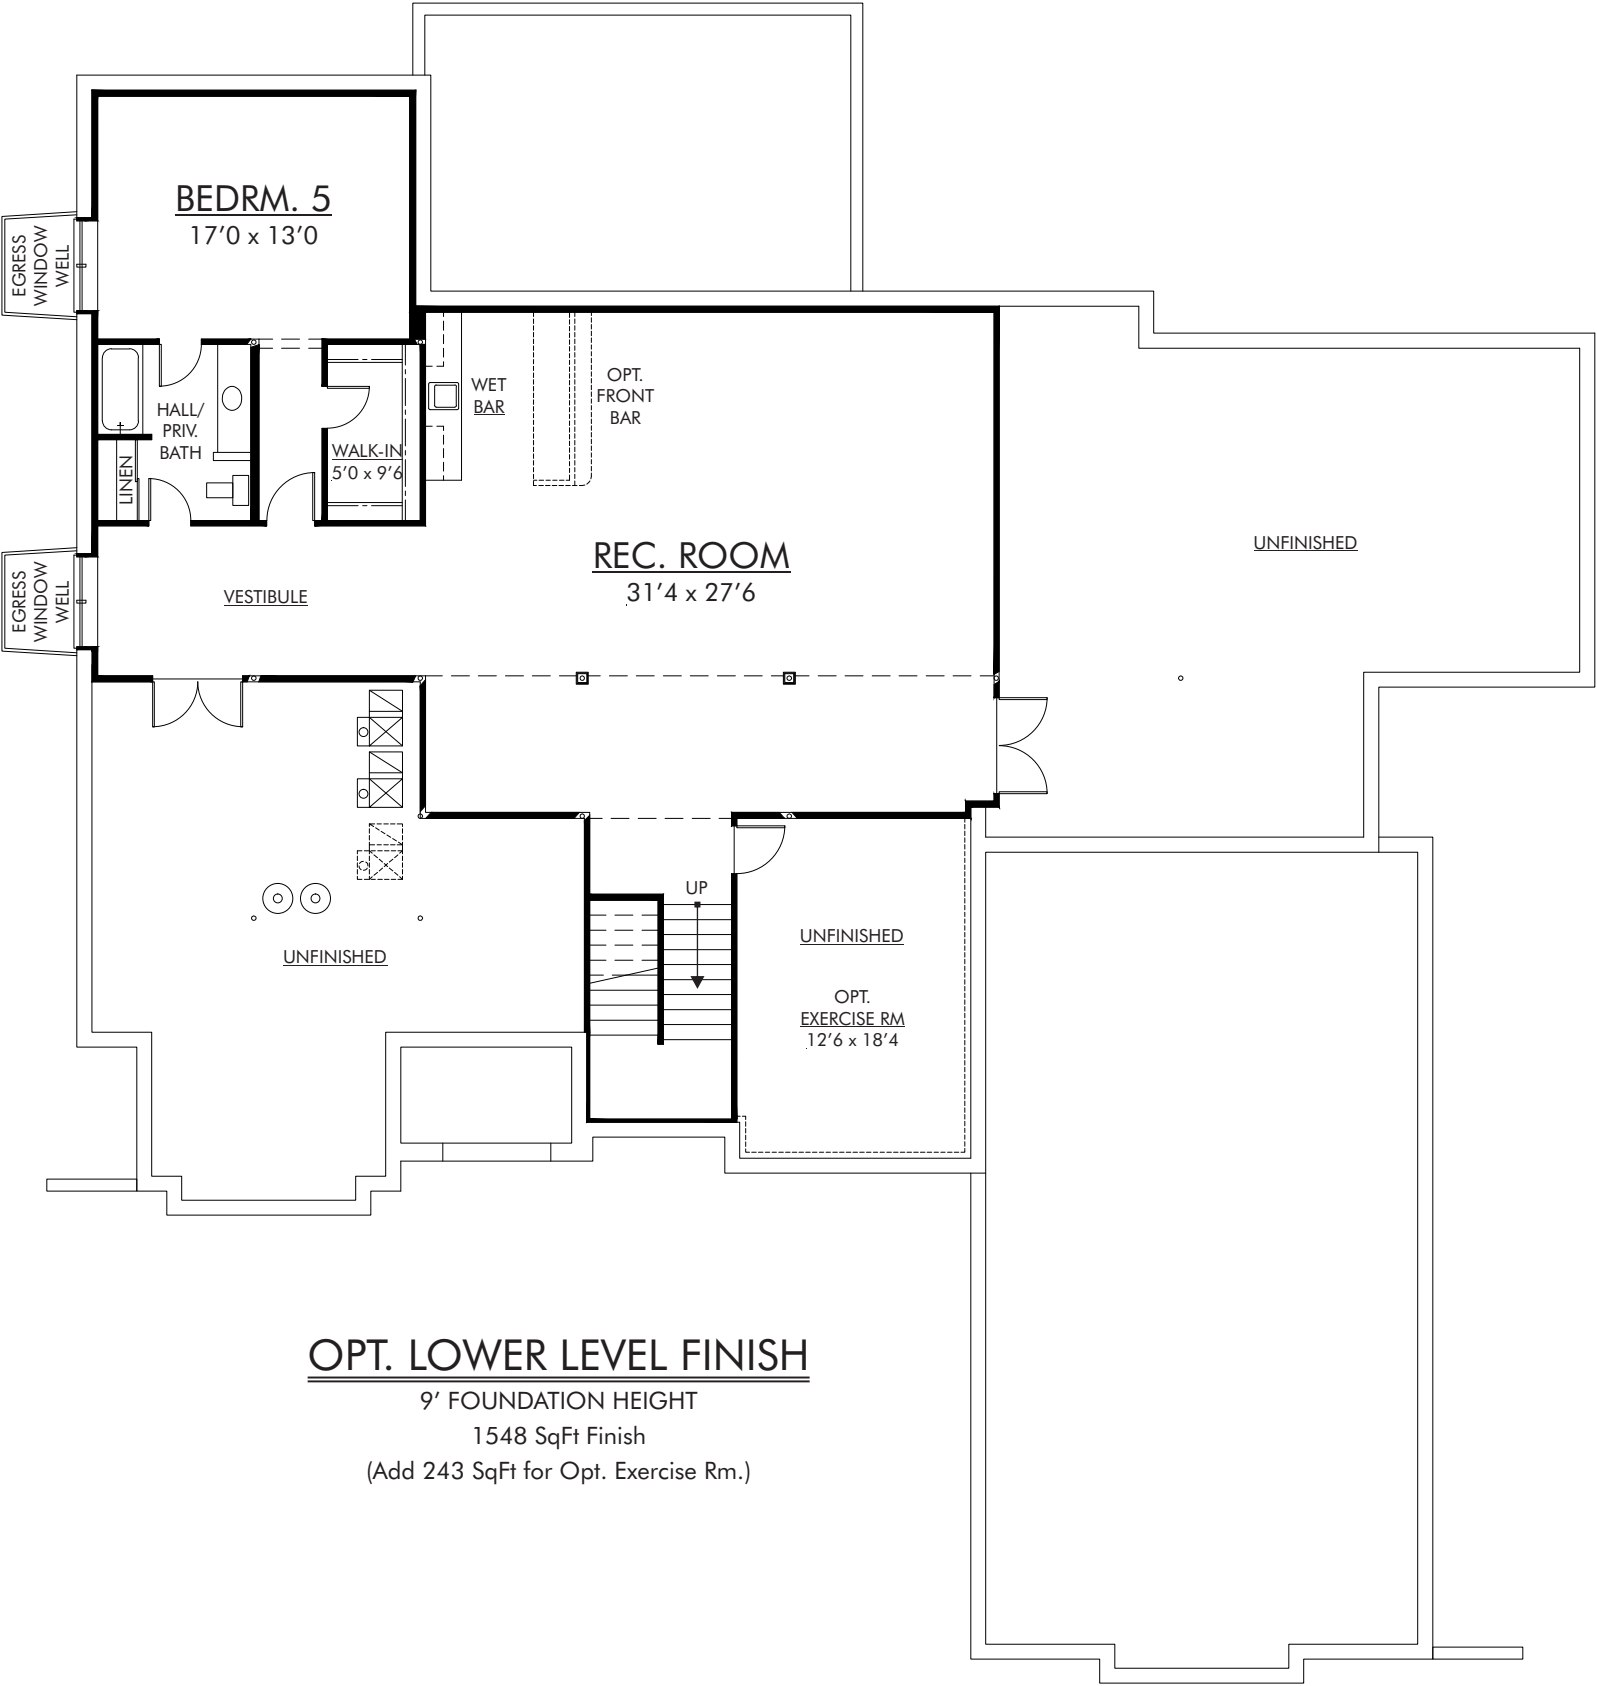 BEDRM. 5
17'0 x 13'0
EGRESS
WINDOW
WELL
WET
BAR
OPT.
FRONT
BAR
HALL/
PRIV.
BATH
WALK-IN
5'0 x 9'6
LINEN
REC. ROOM
31'4 x 27'6
UNFINISHED
EGRESS
WINDOW
WELL
VESTIBULE
UP
UNFINISHED
UNFINISHED
OPT.
EXERCISE RM
12'6 x 18'4
OPT. LOWER LEVEL FINISH
9' FOUNDATION HEIGHT
1548 SqFt Finish
(Add 243 SqFt for Opt. Exercise Rm.)